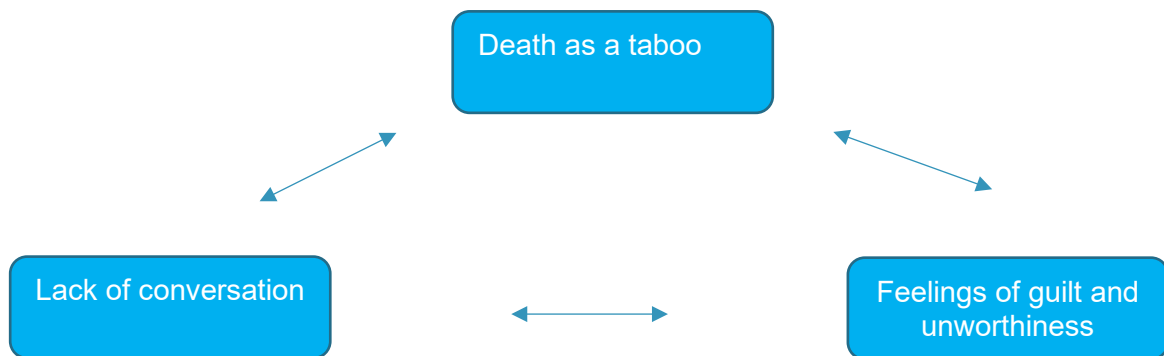 Death as a taboo
Lack of conversation
Feelings of guilt and
unworthiness